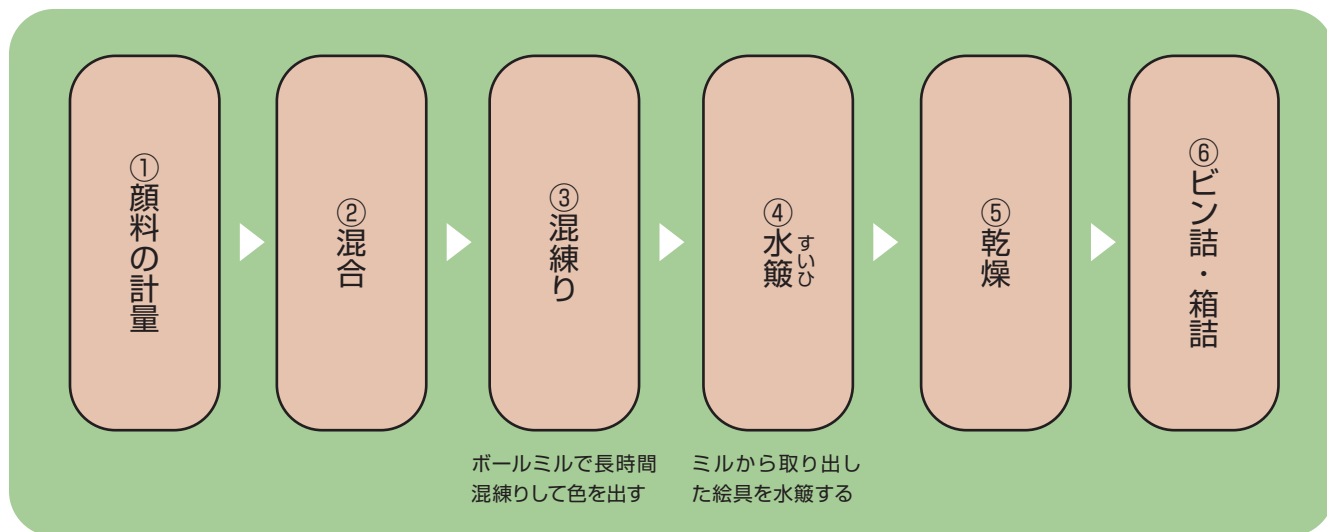 ①顔料の計量
②混合
③混練り
④水簸
すいひ
⑤乾燥
⑥ビン詰・箱詰
ボールミルで長時間
混練りして色を出す
ミルから取り出し
た絵具を水簸する